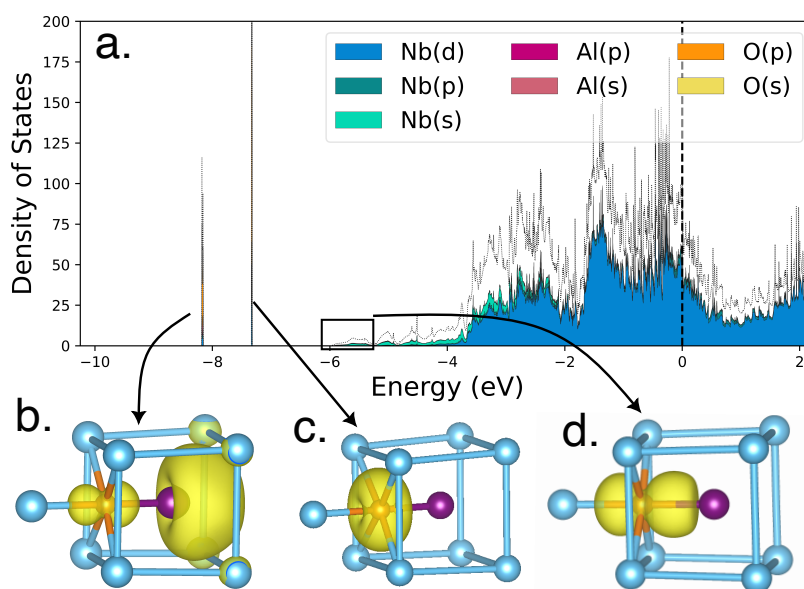 a.
200
175
150
125
100
75
50
25
0
Density of States
Nb(d) Al(p) O(p)
Nb(p) Al(s) O(s)
Nb(s)
−10 −8 −6 −4 −2 0 2
Energy (eV)
b. c. d.